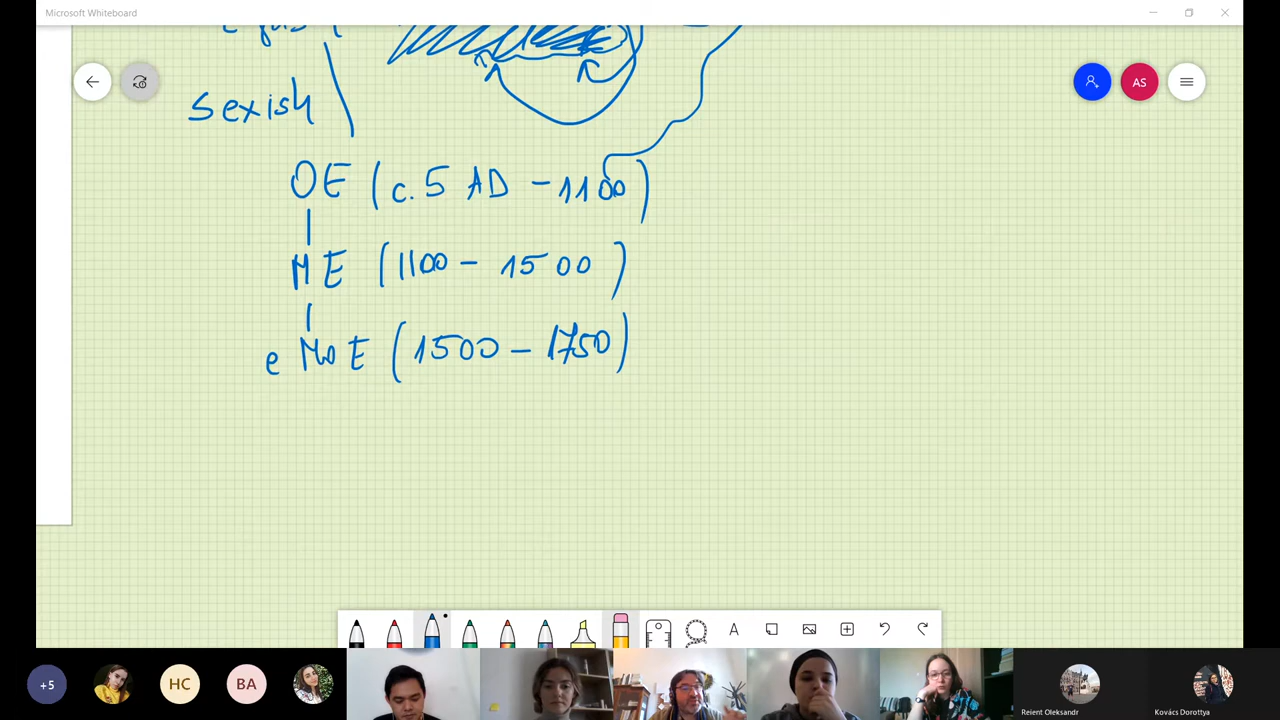 Microsoft Whiteboard
AS
sexish
OE (c. 5 AD - 1100)
ME (1100 - 1500)
e Mo E (1500 - 1750)
A
+5
HC
BA
Reient Oleksandr
Kovács Dorottya